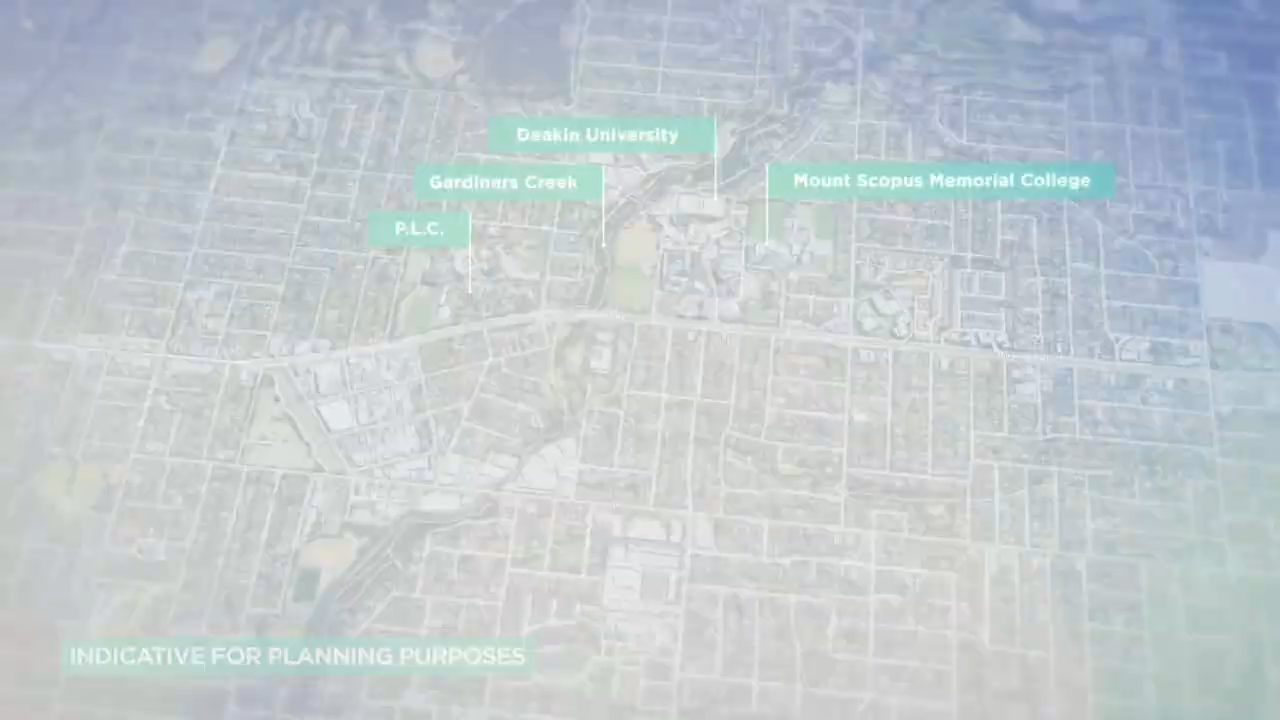 Deakin University
Gardiners Creek
Mount Scopus Memorial College
P.L.C.
INDICATIVE FOR PLANNING PURPOSES